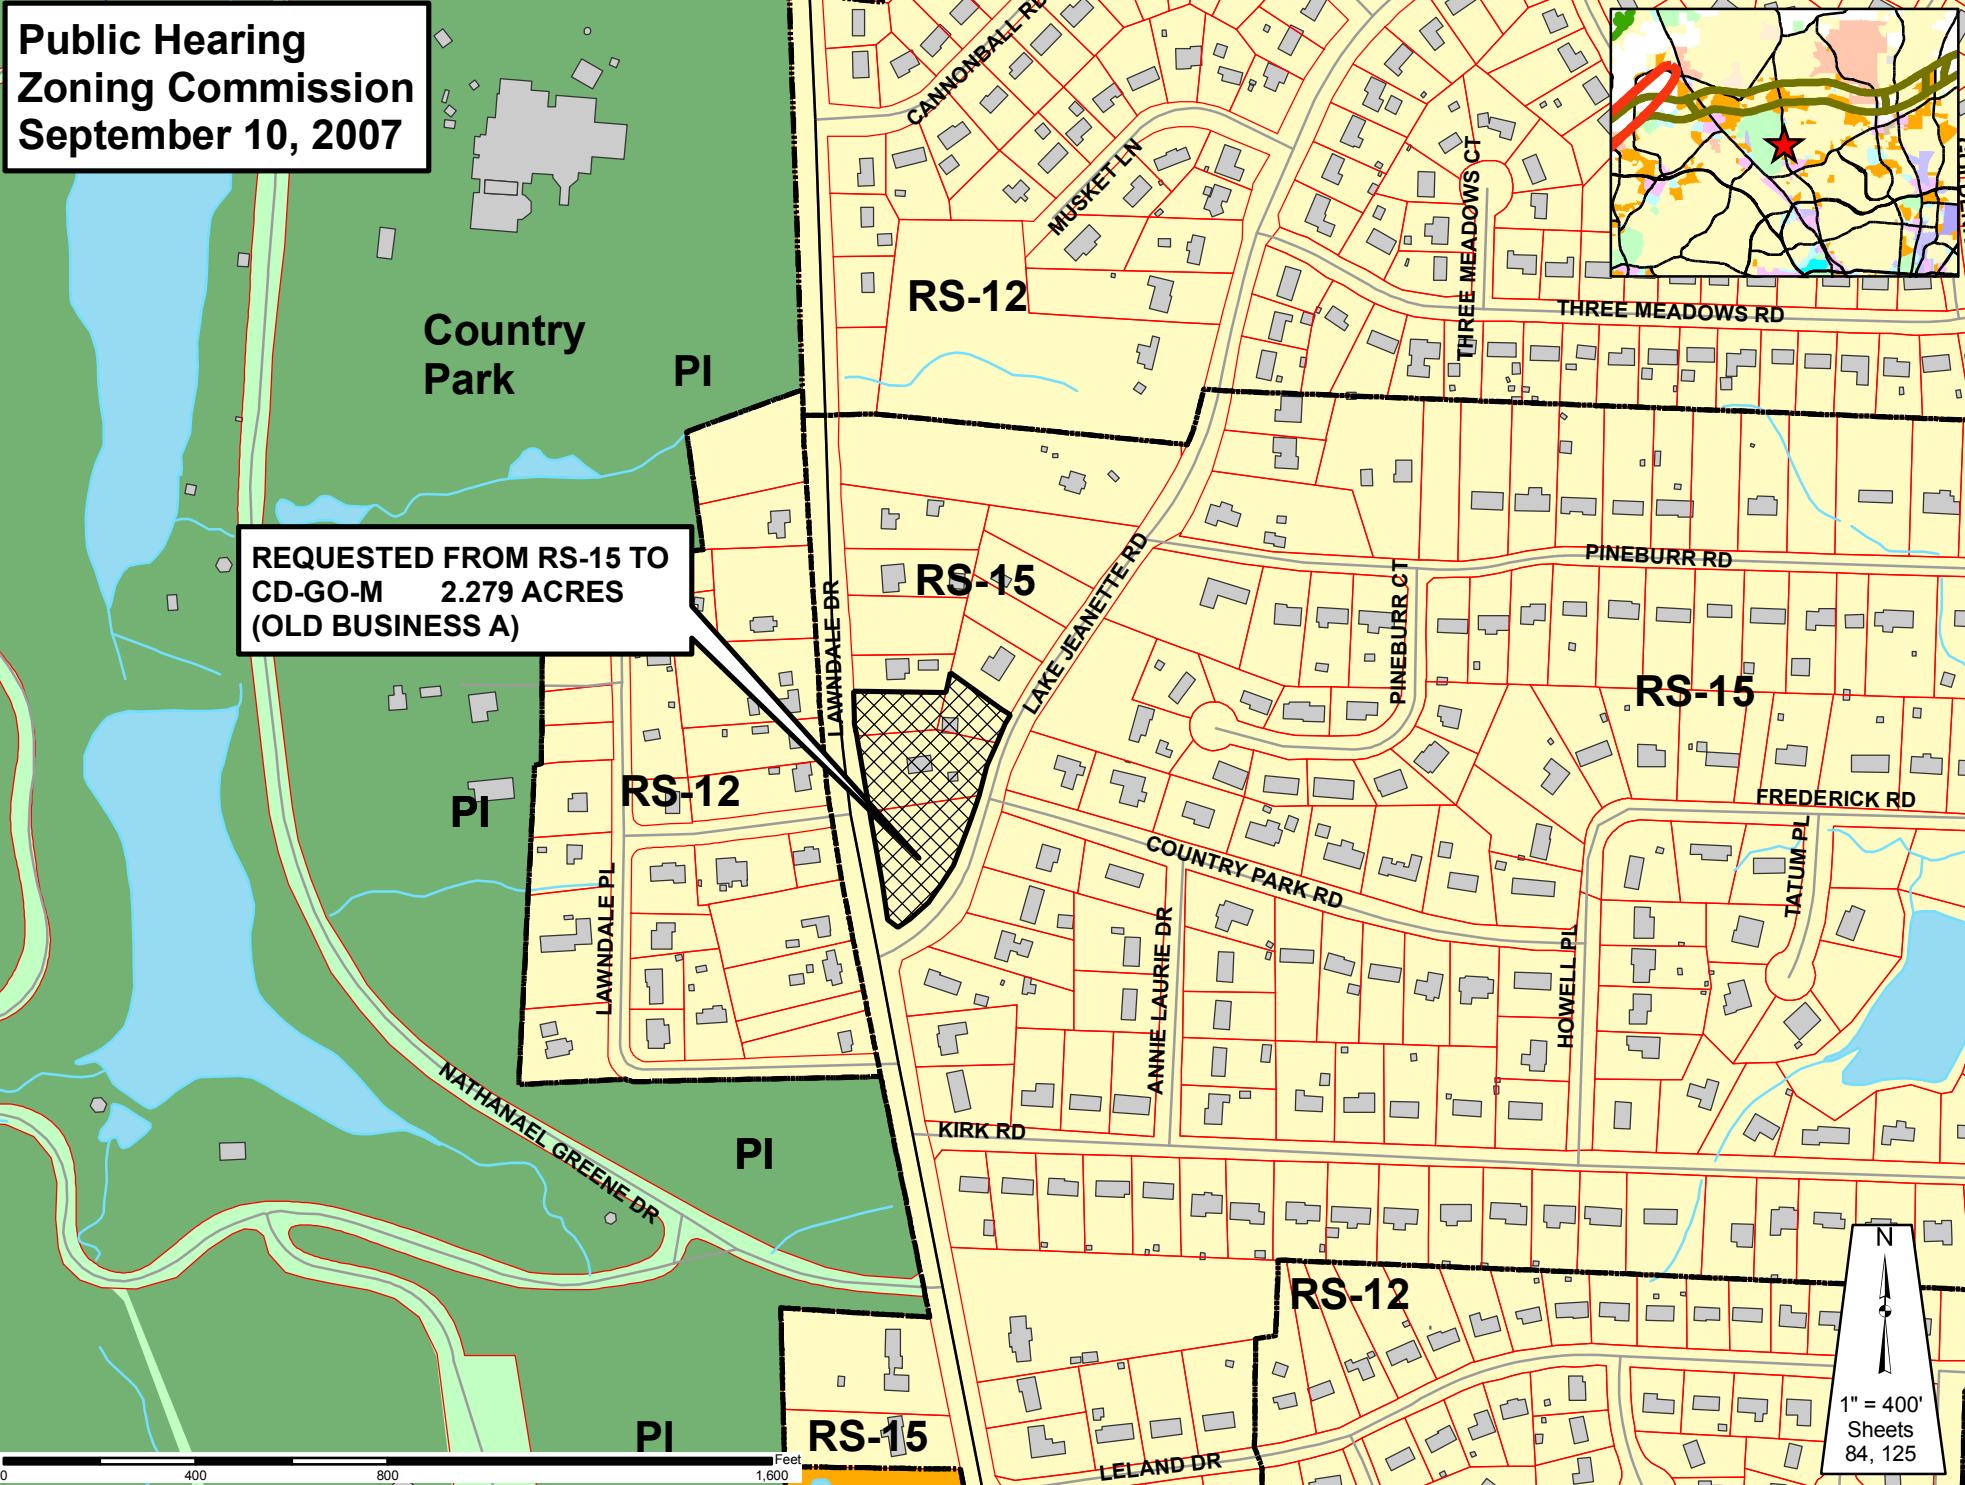 Public Hearing
Zoning Commission
September 10, 2007
CANNONBALL RD
MUSKET LN
THREE MEADOWS CT
THREE MEADOWS RD
RS-12
Country
Park
PI
REQUESTED FROM RS-15 TO
CD-GO-M 2.279 ACRES
(OLD BUSINESS A)
RS-15
LAWNDALE DR
LAKE JEANETTE RD
PINEBURR RD
PINEBURR CT
RS-15
RS-12
PI
FREDERICK RD
TATUM PL
COUNTRY PARK RD
LAWNDALE PL
ANNIE LAURIE DR
HOWELL PL
NATHANAEL GREENE DR
KIRK RD
PI
RS-12
N
1" = 400'
Sheets
84, 125
PI
RS-15
LELAND DR
Feet
0 400 800 1,600